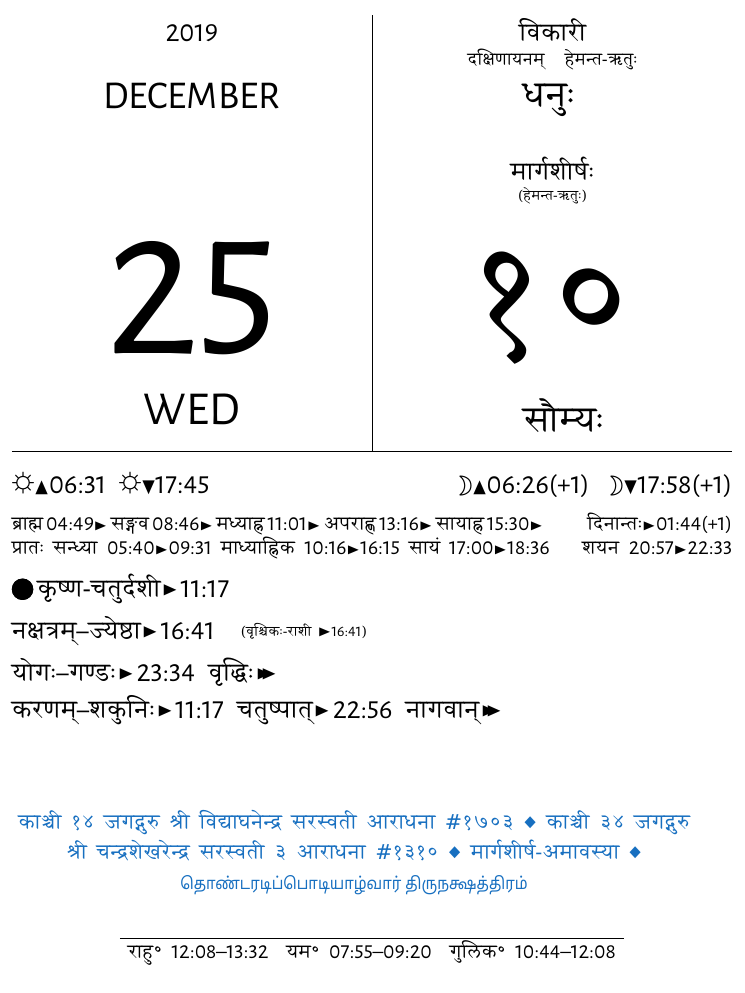 2019
DECEMBER
25
WED
विकारी
दक्षिणायनम् हेमन्त-ऋतुः
धनुः
मार्गशीर्षः
(हेमन्त-ऋतुः)
१०
सौम्यः
☼▲06:31 ☼▼17:45 ☽▲06:26(+1) ☽▼17:58(+1)
ब्राह्म 04:49► सङ्गव 08:46► मध्याह्न 11:01► अपराह्ण 13:16► सायाह्न 15:30► दिनान्तः►01:44(+1)
प्रातः सन्ध्या 05:40►09:31 माध्याह्निक 10:16►16:15 सायं 17:00►18:36 शयन 20:57►22:33
●कृष्ण-चतुर्दशी►11:17
नक्षत्रम्–ज्येष्ठा►16:41 (वृश्चिकः-राशी ►16:41)
योगः–गण्डः►23:34 वृद्धिः►►
करणम्–शकुनिः►11:17 चतुष्पात्►22:56 नागवान्►►
काञ्ची १४ जगद्गुरु श्री विद्याघनेन्द्र सरस्वती आराधना #१७०३ ◆ काञ्ची ३४ जगद्गुरु
श्री चन्द्रशेखरेन्द्र सरस्वती ३ आराधना #१३१० ◆ मार्गशीर्ष-अमावस्या ◆
தொண்டரடிப்பொடியாழ்வார் திருநக்ஷத்திரம்
राहु° 12:08–13:32 यम° 07:55–09:20 गुलिक° 10:44–12:08